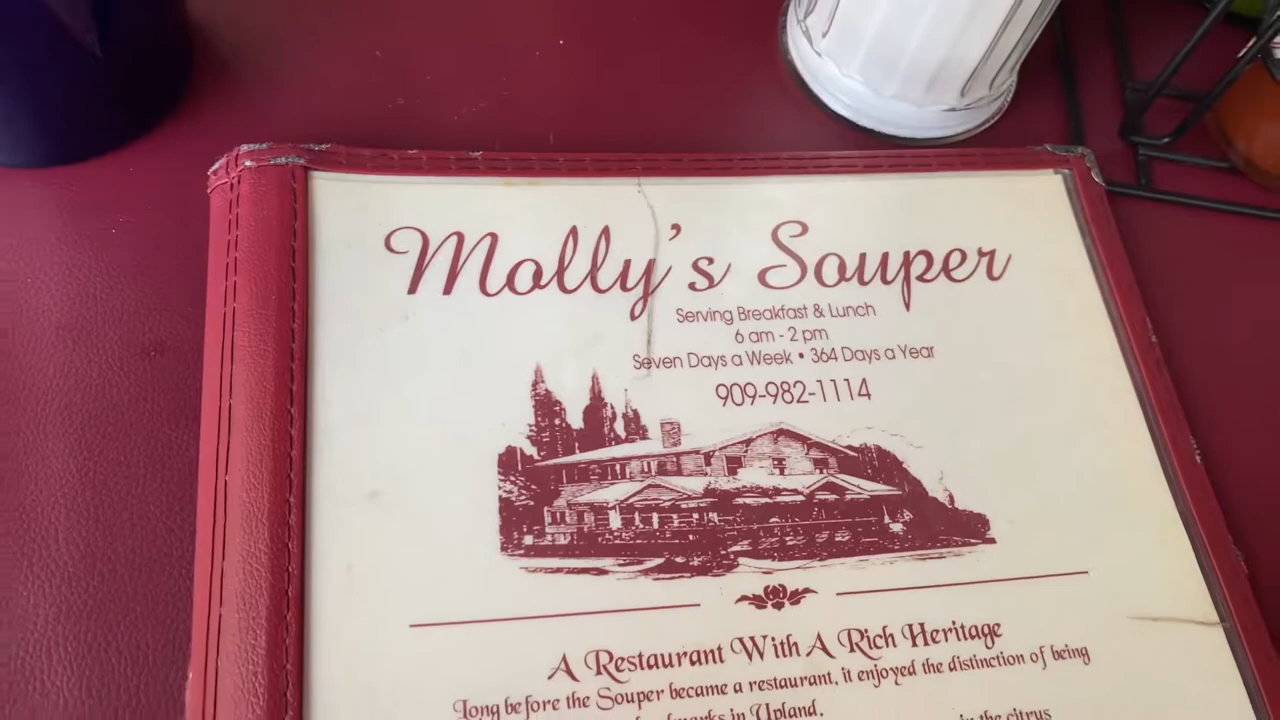 Molly's Souper
Serving Breakfast & Lunch
6 am - 2 pm
Seven Days a Week • 364 Days a Year
909-982-1114
A Restaurant With A Rich Heritage
Long before the Souper became a restaurant, it enjoyed the distinction of being
in Upland.
in the citrus